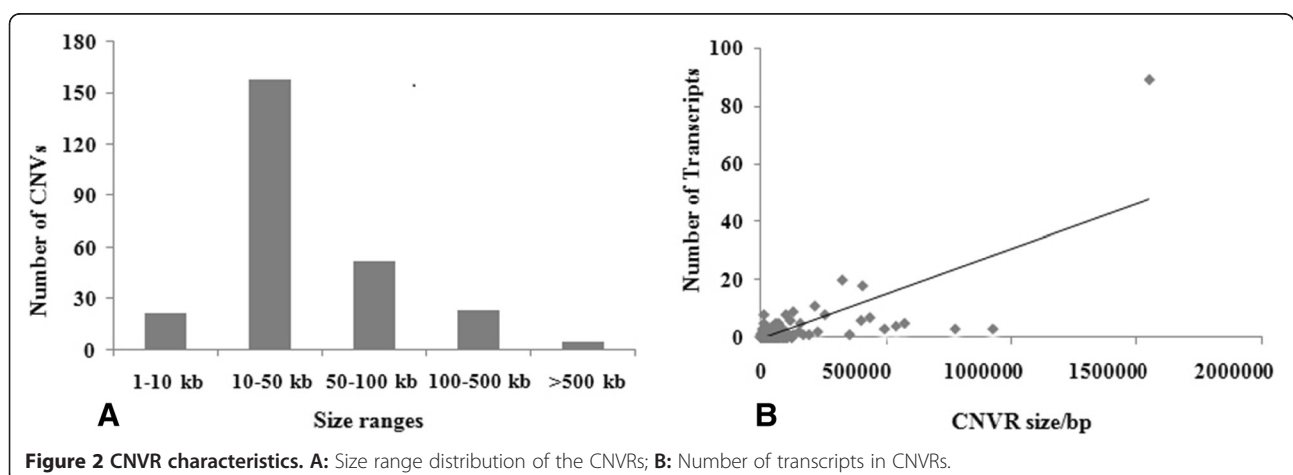 180
150
120
90
60
30
0
Number of CNVs
1-10 kb 10-50 kb 50-100 kb 100-500 kb >500 kb
A
Size ranges
100
80
60
40
20
0
Number of Transcripts
0 500000 1000000 1500000 2000000
B
CNVR size/bp
Figure 2 CNVR characteristics. A: Size range distribution of the CNVRs; B: Number of transcripts in CNVRs.